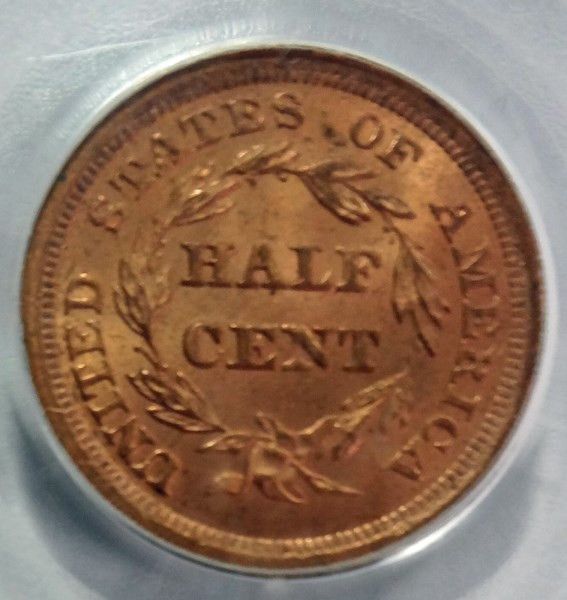 UNITED STATES OF AMERICA
HALF
CENT